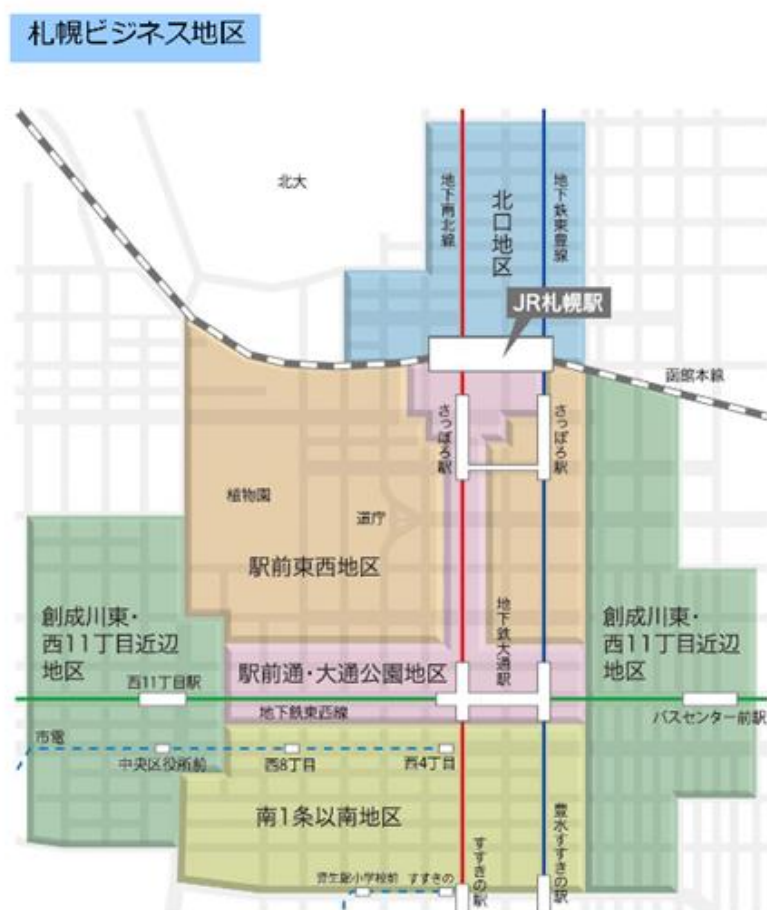 札幌ビジネス地区
北大
地下南北線
北口地区
地下鉄東豊線
JR札幌駅
函館本線
さっぽろ駅
さっぽろ駅
植物園
道庁
駅前東西地区
創成川東・
西11丁目近辺
地区
地下鉄大通駅
創成川東・
西11丁目近辺
地区
駅前通・大通公園地区
西11丁目駅
地下鉄東西線
バスセンター前駅
市電
中央区役所前
西8丁目
西4丁目
南1条以南地区
すすきの駅
豊水すすきの駅
資生館小学校前
すすきの